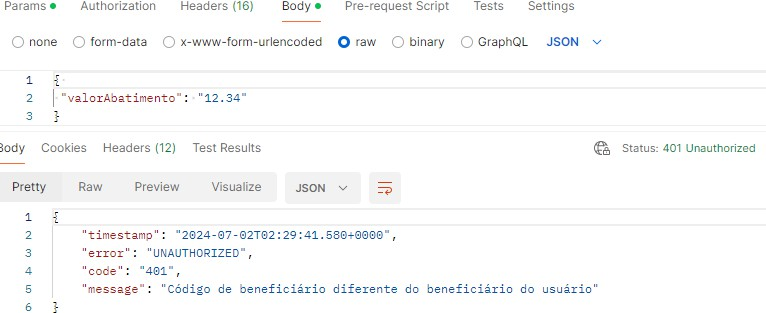 Params Authorization Headers (16) Body Pre-request Script Tests Settings
none form-data x-www-form-urlencoded raw binary GraphQL JSON
1 {
2 "valorAbatimento": "12.34"
3 }
Body Cookies Headers (12) Test Results Status: 401 Unauthorized
Pretty Raw Preview Visualize JSON
1 {
2 "timestamp": "2024-07-02T02:29:41.580+0000",
3 "error": "UNAUTHORIZED",
4 "code": "401",
5 "message": "Código de beneficiário diferente do beneficiário do usuário"
6 }